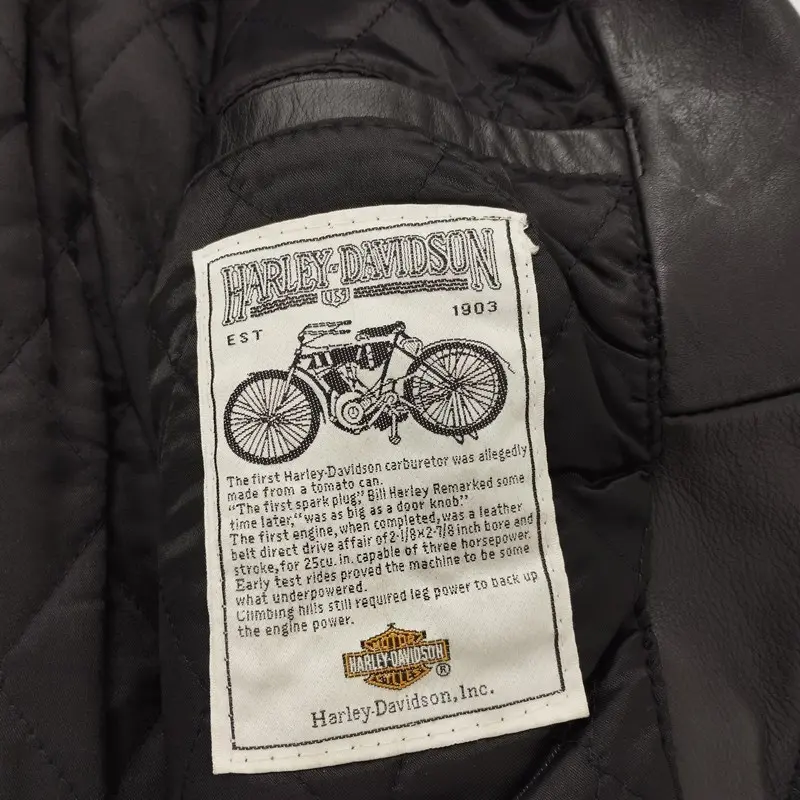 HARLEY-DAVIDSON
EST 1903
The first Harley-Davidson carburetor was allegedly
made from a tomato can.
"The first spark plug," Bill Harley Remarked some
time later, "was as big as a door knob."
The first engine, when completed, was a leather
belt direct drive affair of 2-1/8×2-7/8 inch bore and
stroke, for 25cu. in. capable of three horsepower.
Early test rides proved the machine to be some
what underpowered.
Climbing hills still required leg power to back up
the engine power.
MOTOR
HARLEY-DAVIDSON
CYCLES ®
Harley-Davidson, Inc.